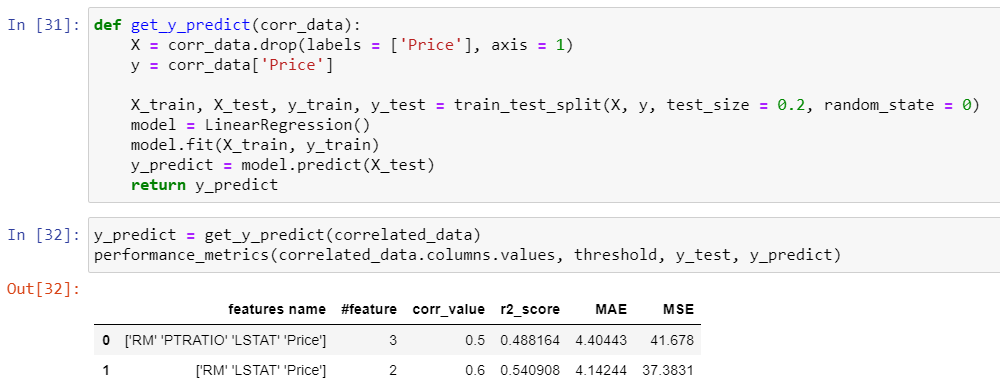 In [31]: def get_y_predict(corr_data):
X = corr_data.drop(labels = ['Price'], axis = 1)
y = corr_data['Price']
X_train, X_test, y_train, y_test = train_test_split(X, y, test_size = 0.2, random_state = 0)
model = LinearRegression()
model.fit(X_train, y_train)
y_predict = model.predict(X_test)
return y_predict
In [32]: y_predict = get_y_predict(correlated_data)
performance_metrics(correlated_data.columns.values, threshold, y_test, y_predict)
Out[32]:
features name #feature corr_value r2_score MAE MSE
0 ['RM' 'PTRATIO' 'LSTAT' 'Price'] 3 0.5 0.488164 4.40443 41.678
1 ['RM' 'LSTAT' 'Price'] 2 0.6 0.540908 4.14244 37.3831